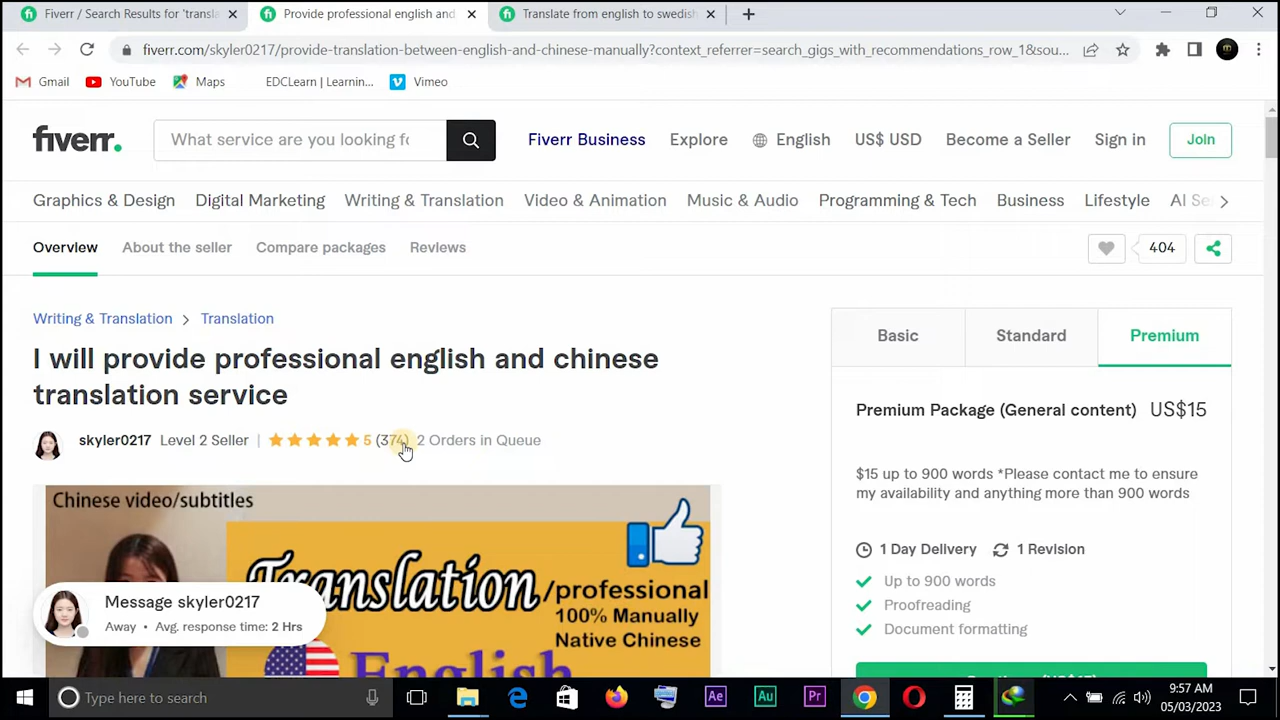 Fiverr / Search Results for 'transla
Provide professional english and
Translate from english to swedish
fiverr.com/skyler0217/provide-translation-between-english-and-chinese-manually?context_referrer=search_gigs_with_recommendations_row_1&sou...
Gmail
YouTube
Maps
EDCLearn | Learnin...
Vimeo
fiverr.
What service are you looking fo
Fiverr Business
Explore
English
US$ USD
Become a Seller
Sign in
Join
Graphics & Design
Digital Marketing
Writing & Translation
Video & Animation
Music & Audio
Programming & Tech
Business
Lifestyle
AI Se
Overview
About the seller
Compare packages
Reviews
404
Writing & Translation > Translation
I will provide professional english and chinese
translation service
skyler0217 Level 2 Seller | 5 (374) 2 Orders in Queue
Basic
Standard
Premium
Premium Package (General content) US$15
$15 up to 900 words *Please contact me to ensure
my availability and anything more than 900 words
1 Day Delivery
1 Revision
Up to 900 words
Proofreading
Document formatting
Chinese video/subtitles
Translation/professional
100% Manually
Native Chinese
English
Message skyler0217
Away • Avg. response time: 2 Hrs
Type here to search
Ae
Au
Pr
9:57 AM
05/03/2023